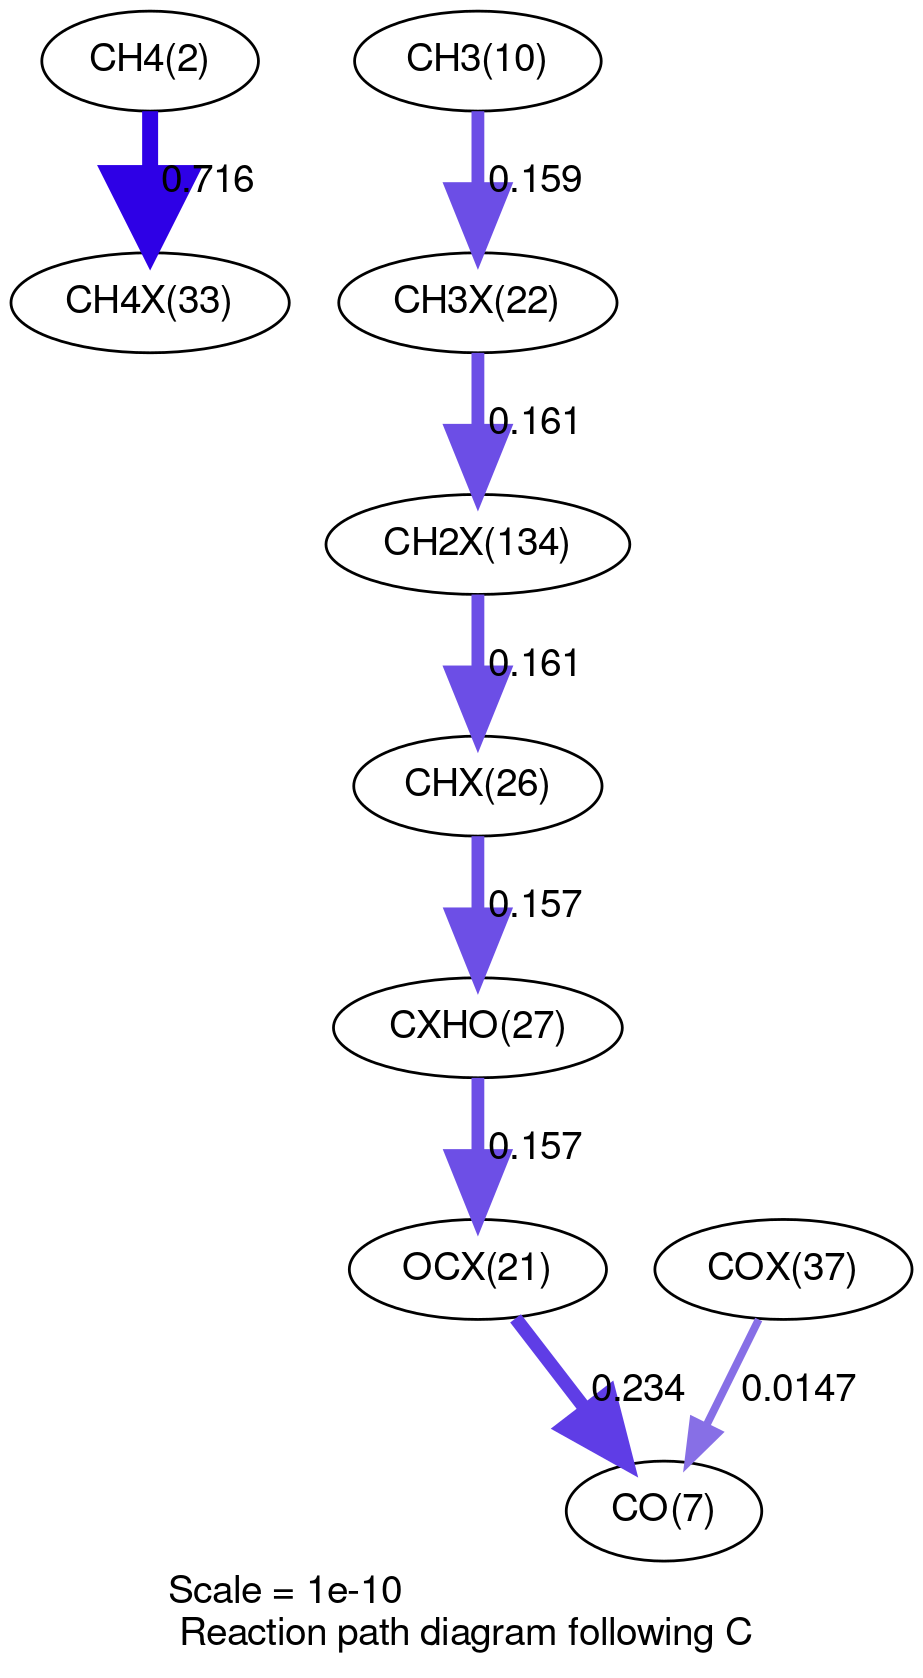 CH4(2)
CH3(10)
0.716
0.159
CH4X(33)
CH3X(22)
0.161
CH2X(134)
0.161
CHX(26)
0.157
CXHO(27)
0.157
OCX(21)
COX(37)
0.234
0.0147
CO(7)
Scale = 1e-10
Reaction path diagram following C